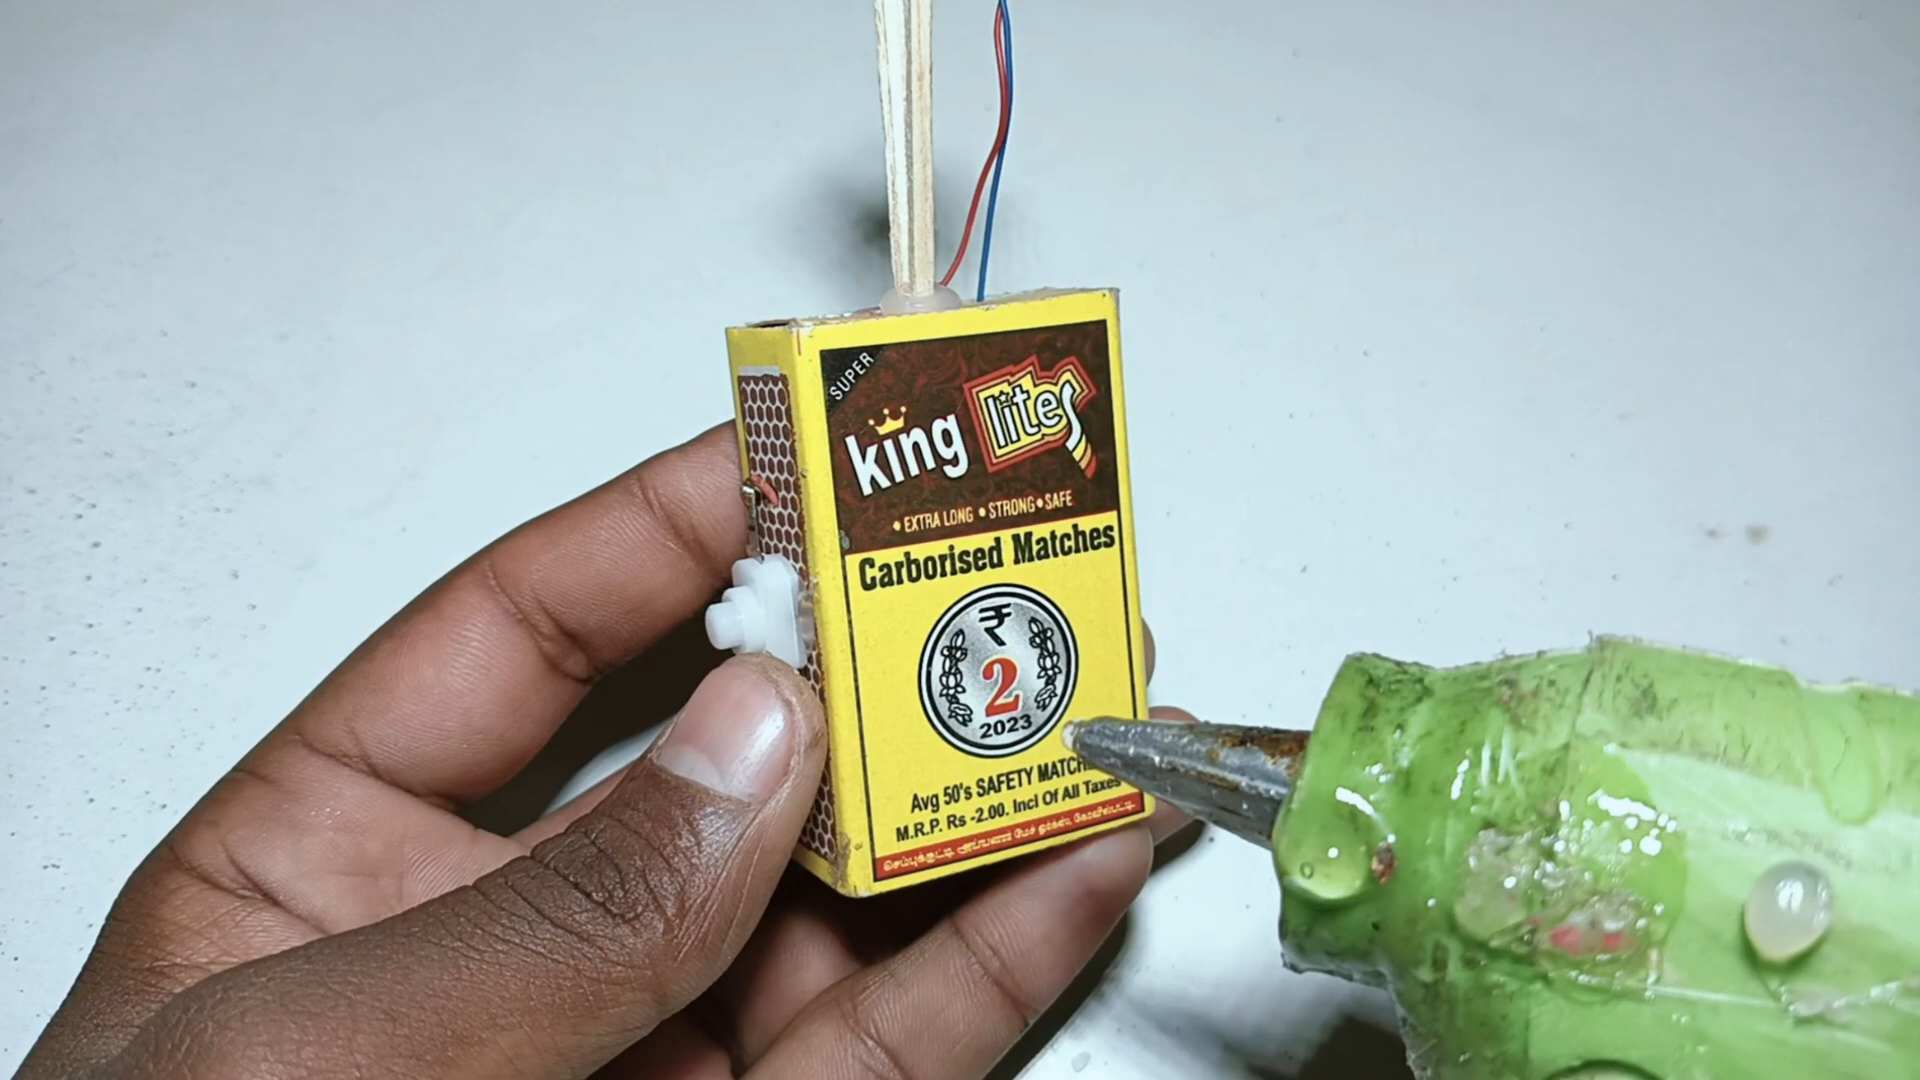 SUPER
king lites
• EXTRA LONG • STRONG • SAFE
Carborised Matches
₹
2
2023
Avg 50's SAFETY MATCH
M.R.P. Rs -2.00. Incl Of All Taxes